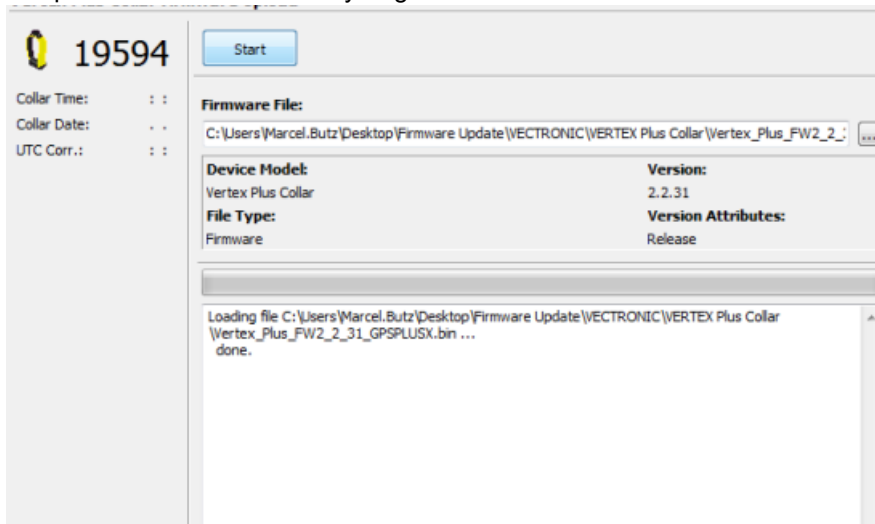 19594
Start
Collar Time: : :
Collar Date: . .
UTC Corr.: : :
Firmware File:
C:\Users\Marcel.Butz\Desktop\Firmware Update\VECTRONIC\VERTEX Plus Collar\Vertex_Plus_FW2_2_
...
Device Model: Version:
Vertex Plus Collar 2.2.31
File Type: Version Attributes:
Firmware Release
Loading file C:\Users\Marcel.Butz\Desktop\Firmware Update\VECTRONIC\VERTEX Plus Collar
\Vertex_Plus_FW2_2_31_GPSPLUSX.bin ...
done.